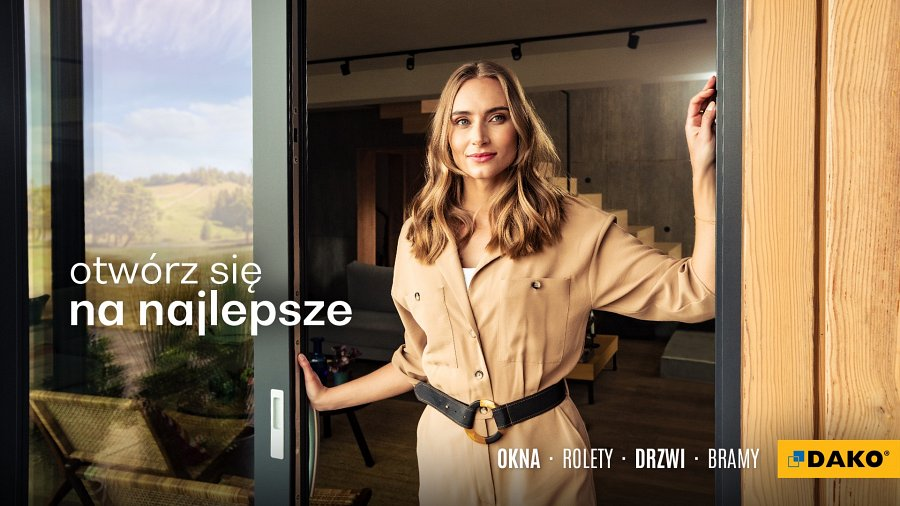 otwórz się
na najlepsze
OKNA · ROLETY · DRZWI · BRAMY
DAKO®